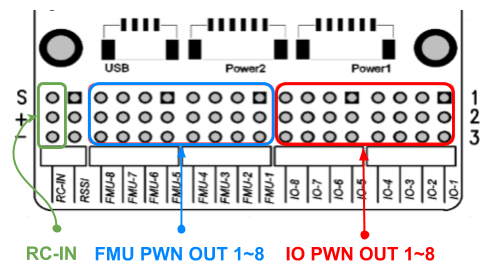 USB Power2 Power1
S 1
+ 2
− 3
RC-IN RSSI FMU-8 FMU-7 FMU-6 FMU-5 FMU-4 FMU-3 FMU-2 FMU-1 IO-8 IO-7 IO-6 IO-5 IO-4 IO-3 IO-2 IO-1
RC-IN FMU PWN OUT 1~8 IO PWN OUT 1~8